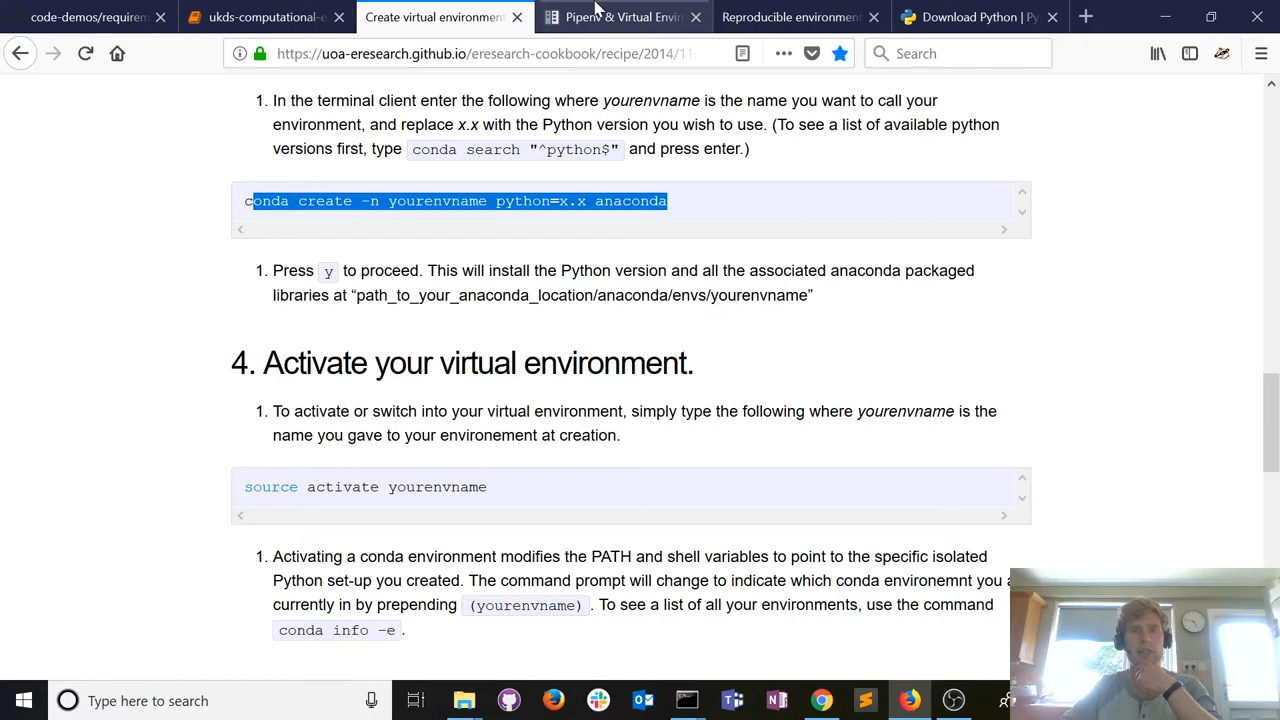 code-demos/requirem
ukds-computational-e
Create virtual environment
Pipenv & Virtual Envir
Reproducible environment
Download Python | Py
https://uoa-eresearch.github.io/eresearch-cookbook/recipe/2014/11
Search
1. In the terminal client enter the following where yourenvname is the name you want to call your
environment, and replace x.x with the Python version you wish to use. (To see a list of available python
versions first, type conda search "^python$" and press enter.)
conda create -n yourenvname python=x.x anaconda
1. Press y to proceed. This will install the Python version and all the associated anaconda packaged
libraries at “path_to_your_anaconda_location/anaconda/envs/yourenvname”
4. Activate your virtual environment.
1. To activate or switch into your virtual environment, simply type the following where yourenvname is the
name you gave to your environement at creation.
source activate yourenvname
1. Activating a conda environment modifies the PATH and shell variables to point to the specific isolated
Python set-up you created. The command prompt will change to indicate which conda environemnt you a
currently in by prepending (yourenvname). To see a list of all your environments, use the command
conda info -e.
Type here to search